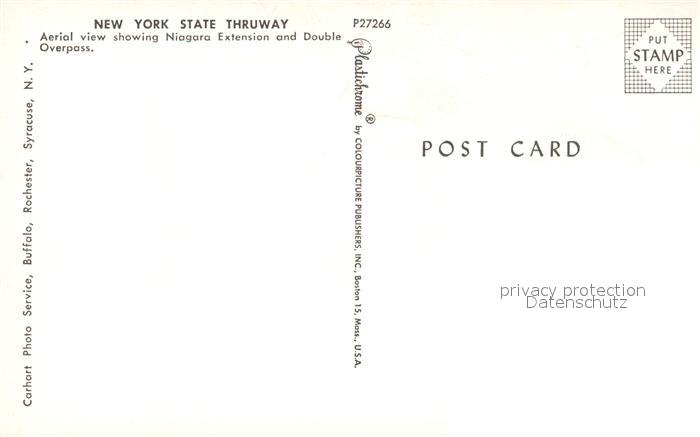 NEW YORK STATE THRUWAY
Aerial view showing Niagara Extension and Double
Overpass.
P27266
PUT
STAMP
HERE
Carhart Photo Service, Buffalo, Rochester, Syracuse, N. Y.
Plastichrome® by COLOURPICTURE PUBLISHERS, INC., Boston 15, Mass., U.S.A.
POST CARD
privacy protection
Datenschutz